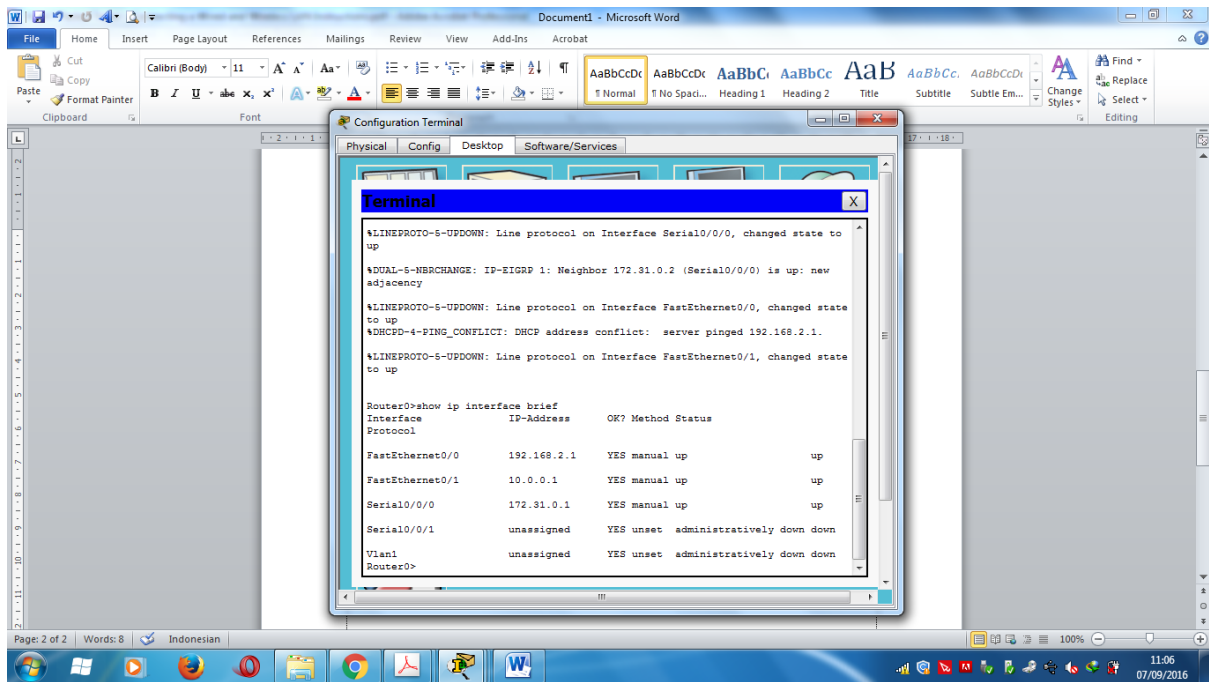 Document1 - Microsoft Word
File Home Insert Page Layout References Mailings Review View Add-Ins Acrobat
Paste
Cut
Copy
Format Painter
Clipboard
Calibri (Body) 11
Font
AaBbCcDc AaBbCcDc AaBbC AaBbCc AaB AaBbCc. AaBbCcDc
¶ Normal ¶ No Spaci... Heading 1 Heading 2 Title Subtitle Subtle Em...
Change Styles
Find
Replace
Select
Editing
Configuration Terminal
Physical Config Desktop Software/Services
Terminal X
%LINEPROTO-5-UPDOWN: Line protocol on Interface Serial0/0/0, changed state to
up
%DUAL-5-NBRCHANGE: IP-EIGRP 1: Neighbor 172.31.0.2 (Serial0/0/0) is up: new
adjacency
%LINEPROTO-5-UPDOWN: Line protocol on Interface FastEthernet0/0, changed state
to up
%DHCPD-4-PING_CONFLICT: DHCP address conflict: server pinged 192.168.2.1.
%LINEPROTO-5-UPDOWN: Line protocol on Interface FastEthernet0/1, changed state
to up
Router0>show ip interface brief
Interface IP-Address OK? Method Status
Protocol
FastEthernet0/0 192.168.2.1 YES manual up up
FastEthernet0/1 10.0.0.1 YES manual up up
Serial0/0/0 172.31.0.1 YES manual up up
Serial0/0/1 unassigned YES unset administratively down down
Vlan1 unassigned YES unset administratively down down
Router0>
Page: 2 of 2 Words: 8 Indonesian 100%
11:06
07/09/2016